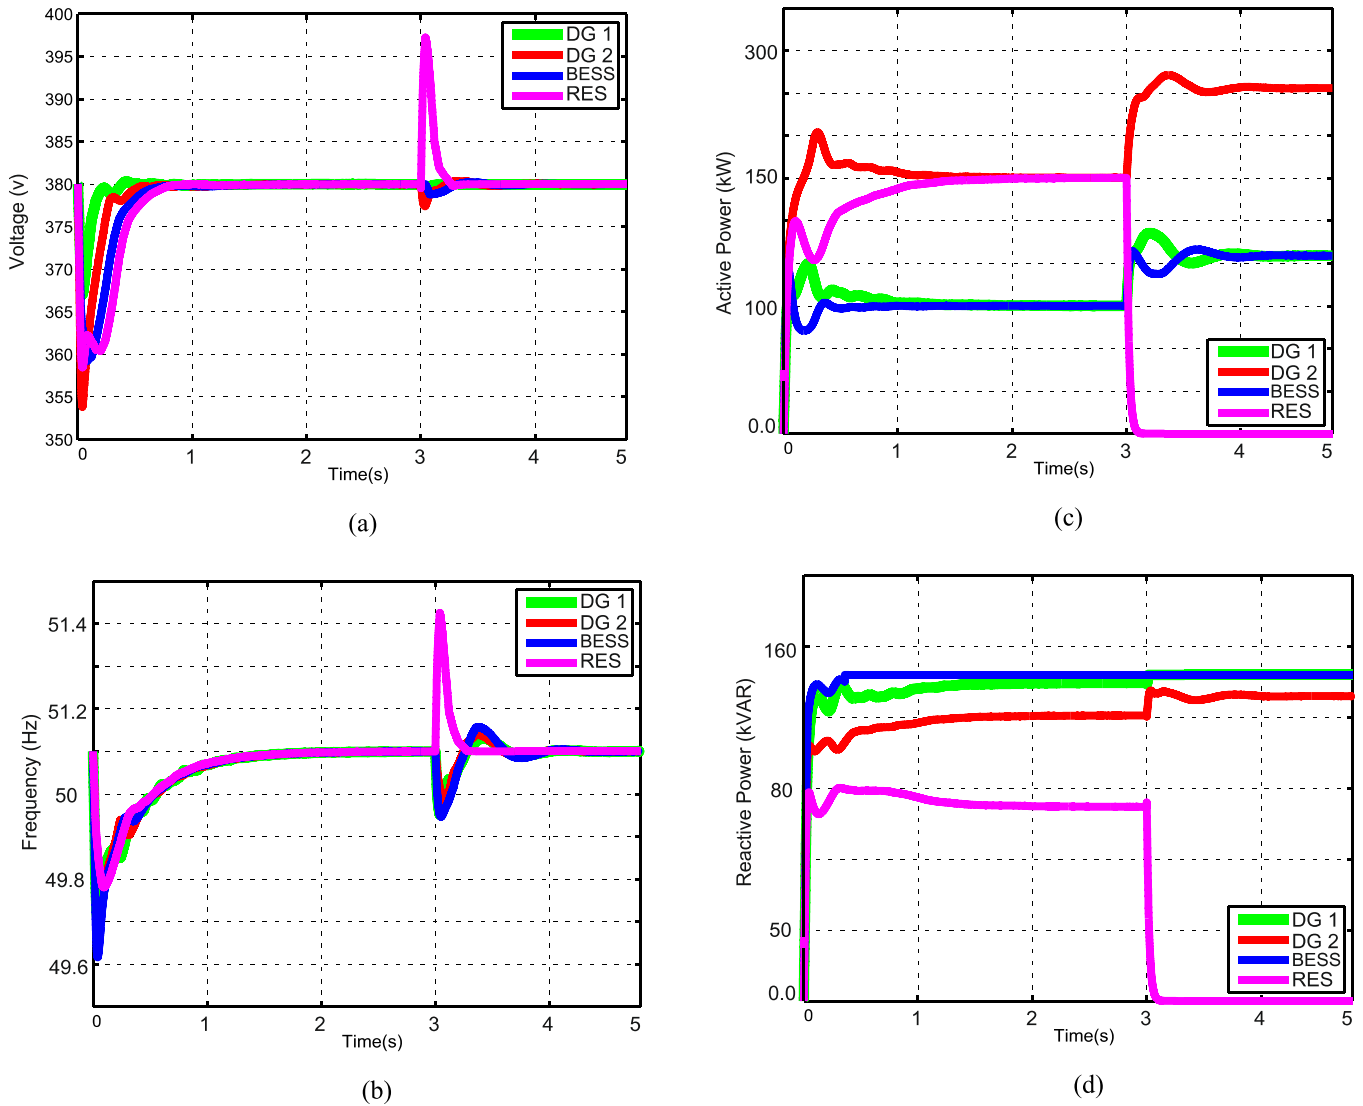 400
395
390
385
380
375
370
365
360
355
350
Voltage (v)
0
1
2
3
4
5
Time(s)
DG 1
DG 2
BESS
RES
(a)
300
150
100
0.0
Active Power (kW)
0
1
2
3
4
5
Time(s)
DG 1
DG 2
BESS
RES
(c)
51.4
51.2
50
49.8
49.6
Frequency (Hz)
0
1
2
3
4
5
Time(s)
DG 1
DG 2
BESS
RES
(b)
160
80
50
0.0
Reactive Power (kVAR)
0
1
2
3
4
5
Time(s)
DG 1
DG 2
BESS
RES
(d)